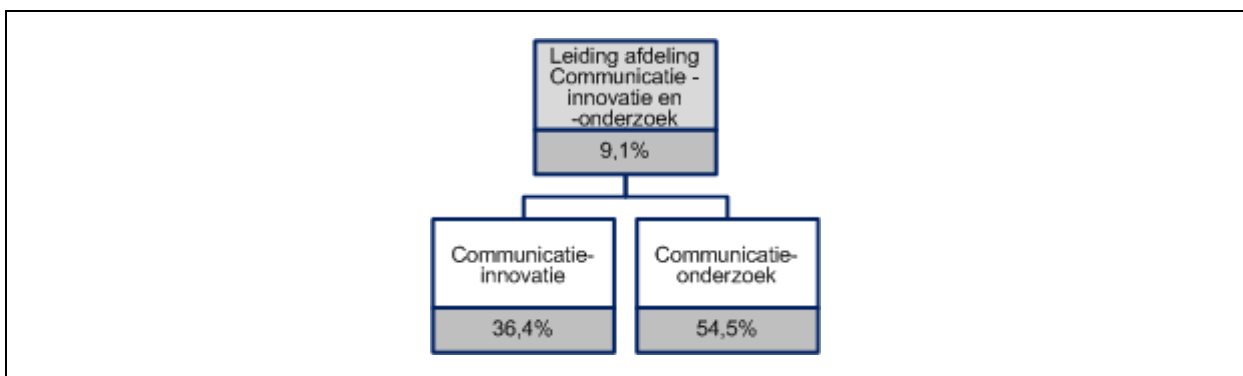 Leiding afdeling
Communicatie -
innovatie en
-onderzoek
9,1%
Communicatie-
innovatie
36,4%
Communicatie-
onderzoek
54,5%